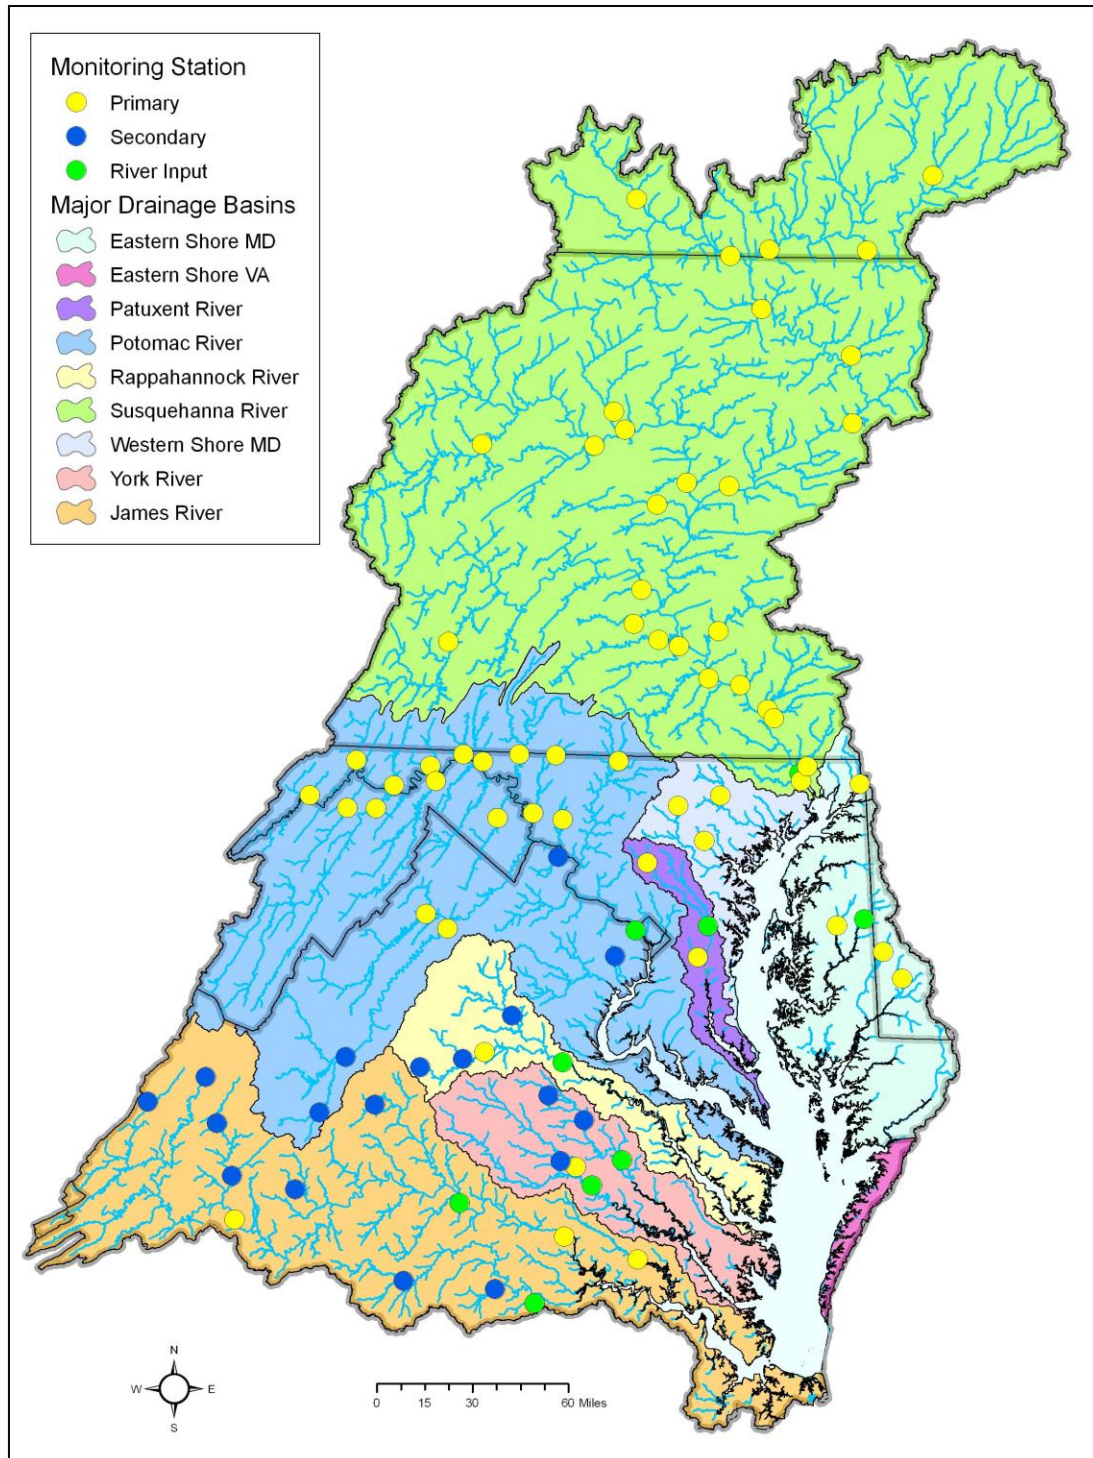 Monitoring Station
Primary
Secondary
River Input
Major Drainage Basins
Eastern Shore MD
Eastern Shore VA
Patuxent River
Potomac River
Rappahannock River
Susquehanna River
Western Shore MD
York River
James River
N
W E
S
0 15 30 60 Miles